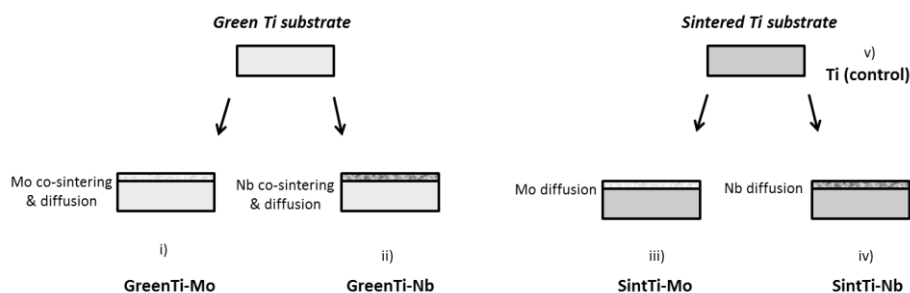 Green Ti substrate
Sintered Ti substrate
v)
Ti (control)
Mo co-sintering
& diffusion
Nb co-sintering
& diffusion
Mo diffusion
Nb diffusion
i)
ii)
iii)
iv)
GreenTi-Mo
GreenTi-Nb
SintTi-Mo
SintTi-Nb